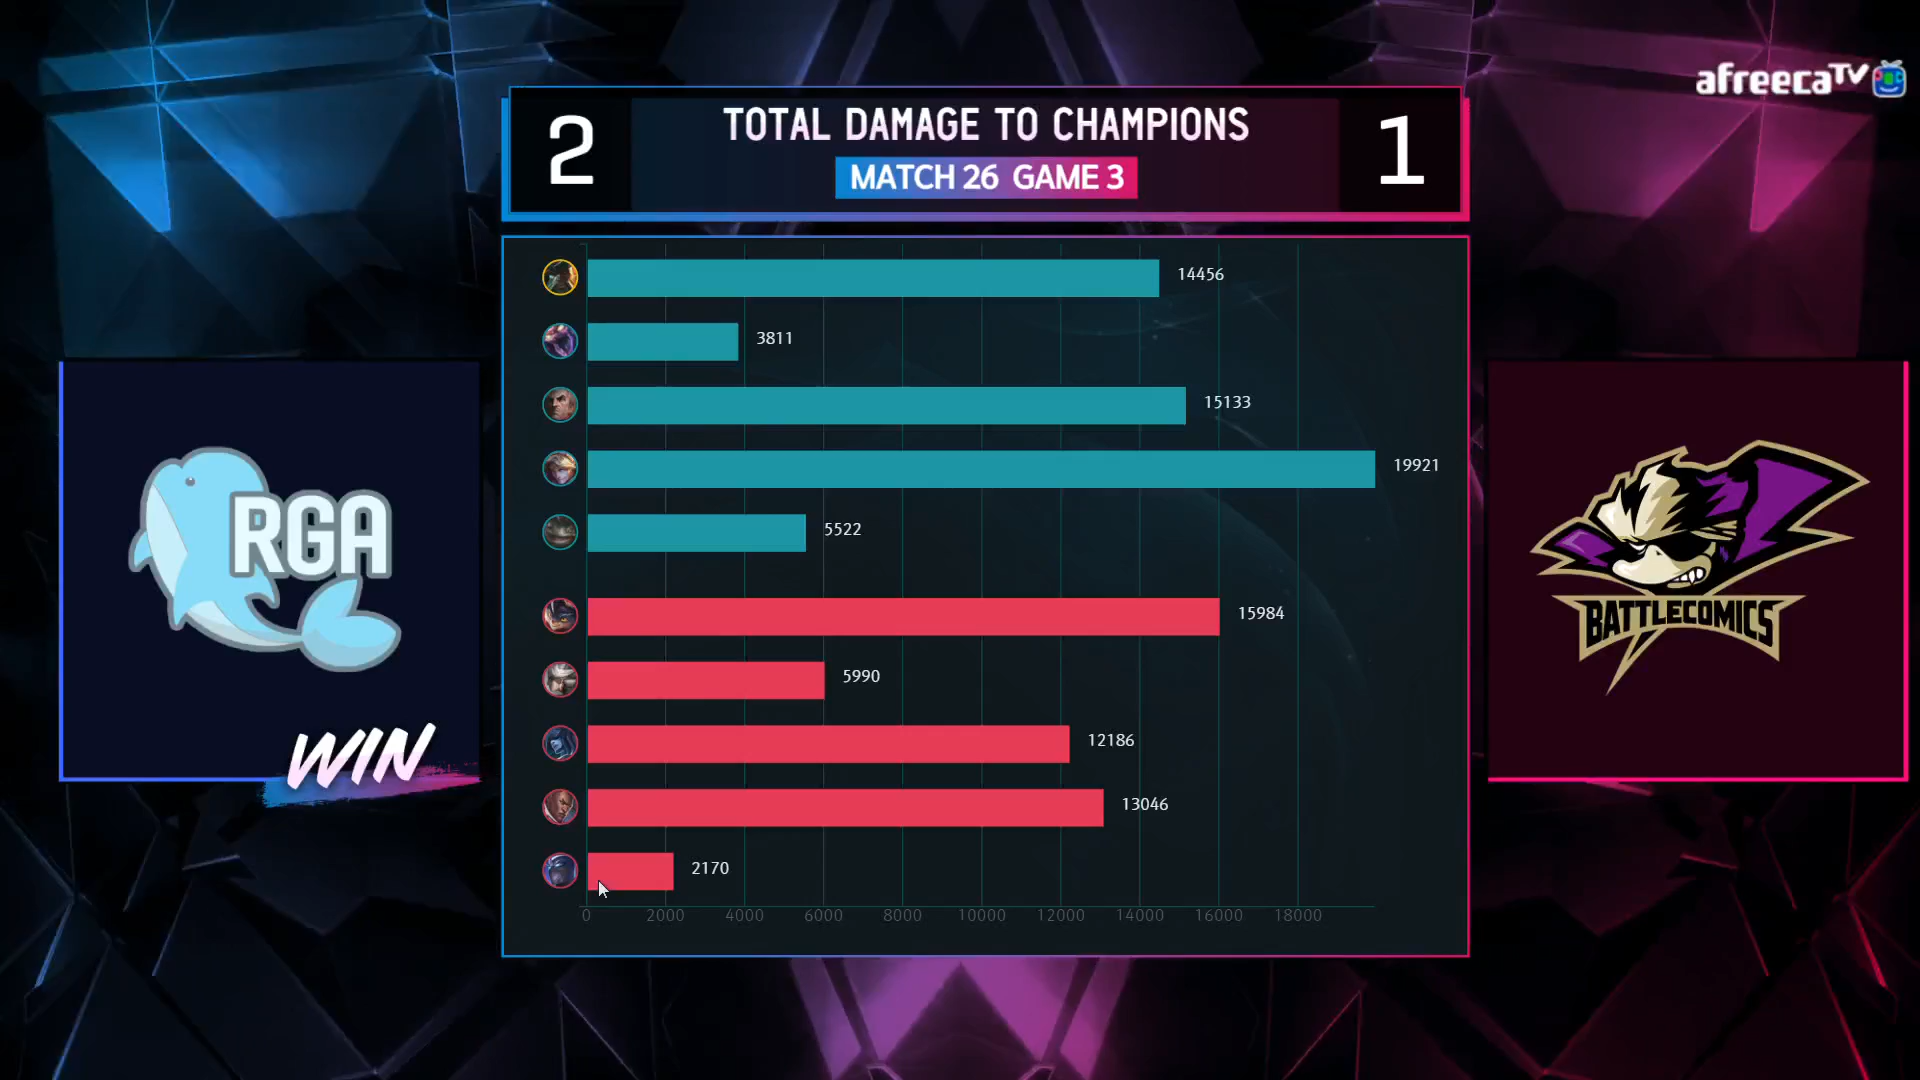 afreecaTV
2
TOTAL DAMAGE TO CHAMPIONS
MATCH 26 GAME 3
1
14456
3811
15133
19921
5522
15984
5990
12186
13046
2170
0 2000 4000 6000 8000 10000 12000 14000 16000 18000
RGA
WIN
BATTLECOMICS